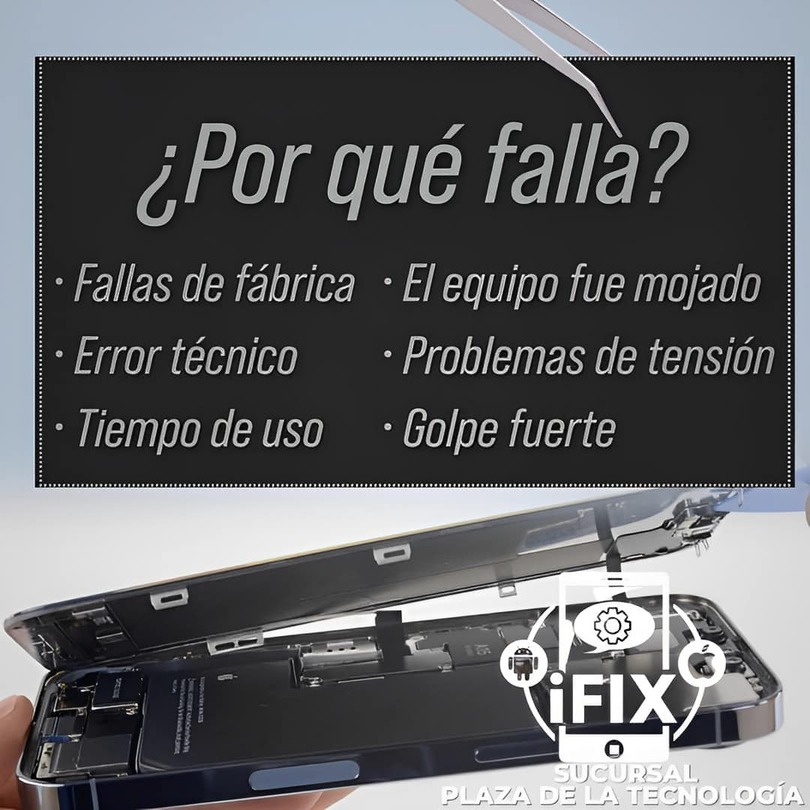 ¿Por qué falla?
· Fallas de fábrica
· Error técnico
· Tiempo de uso
· El equipo fue mojado
· Problemas de tensión
· Golpe fuerte
iFIX
SUCURSAL
PLAZA DE LA TECNOLOGÍA